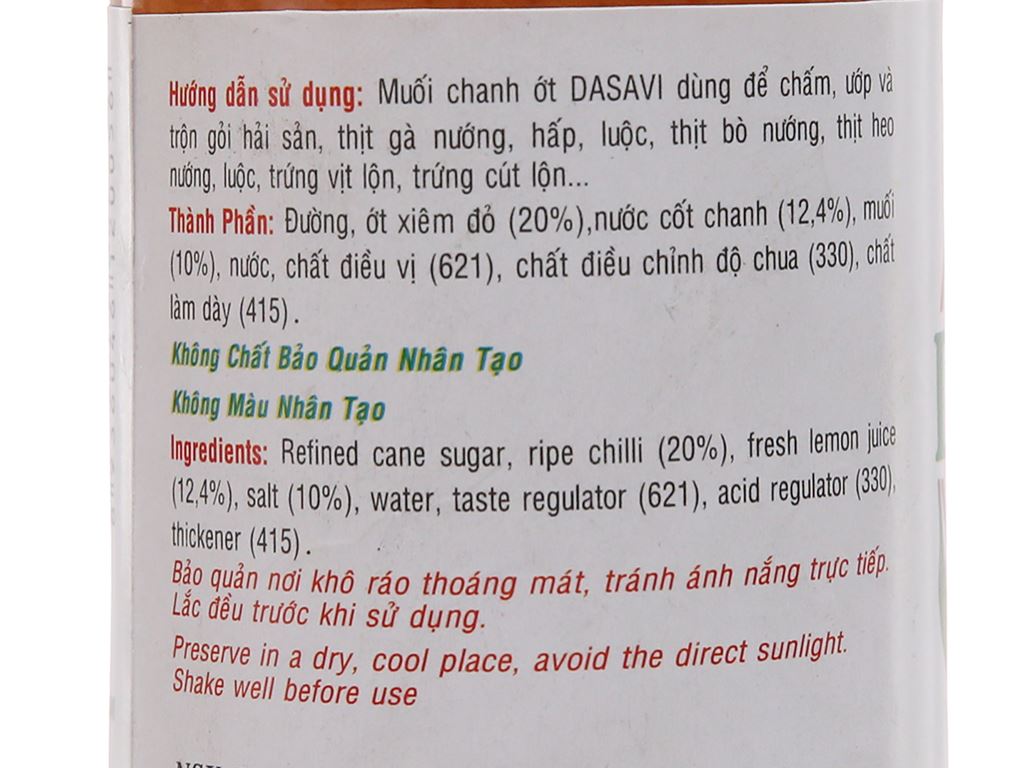 Hướng dẫn sử dụng: Muối chanh ớt DASAVI dùng để chấm, ướp và
trộn gỏi hải sản, thịt gà nướng, hấp, luộc, thịt bò nướng, thịt heo
nướng, luộc, trứng vịt lộn, trứng cút lộn...
Thành Phần: Đường, ớt xiêm đỏ (20%),nước cốt chanh (12,4%), muối
(10%), nước, chất điều vị (621), chất điều chỉnh độ chua (330), chất
làm dày (415).
Không Chất Bảo Quản Nhân Tạo
Không Màu Nhân Tạo
Ingredients: Refined cane sugar, ripe chilli (20%), fresh lemon juice
(12,4%), salt (10%), water, taste regulator (621), acid regulator (330),
thickener (415).
Bảo quản nơi khô ráo thoáng mát, tránh ánh nắng trực tiếp.
Lắc đều trước khi sử dụng.
Preserve in a dry, cool place, avoid the direct sunlight.
Shake well before use